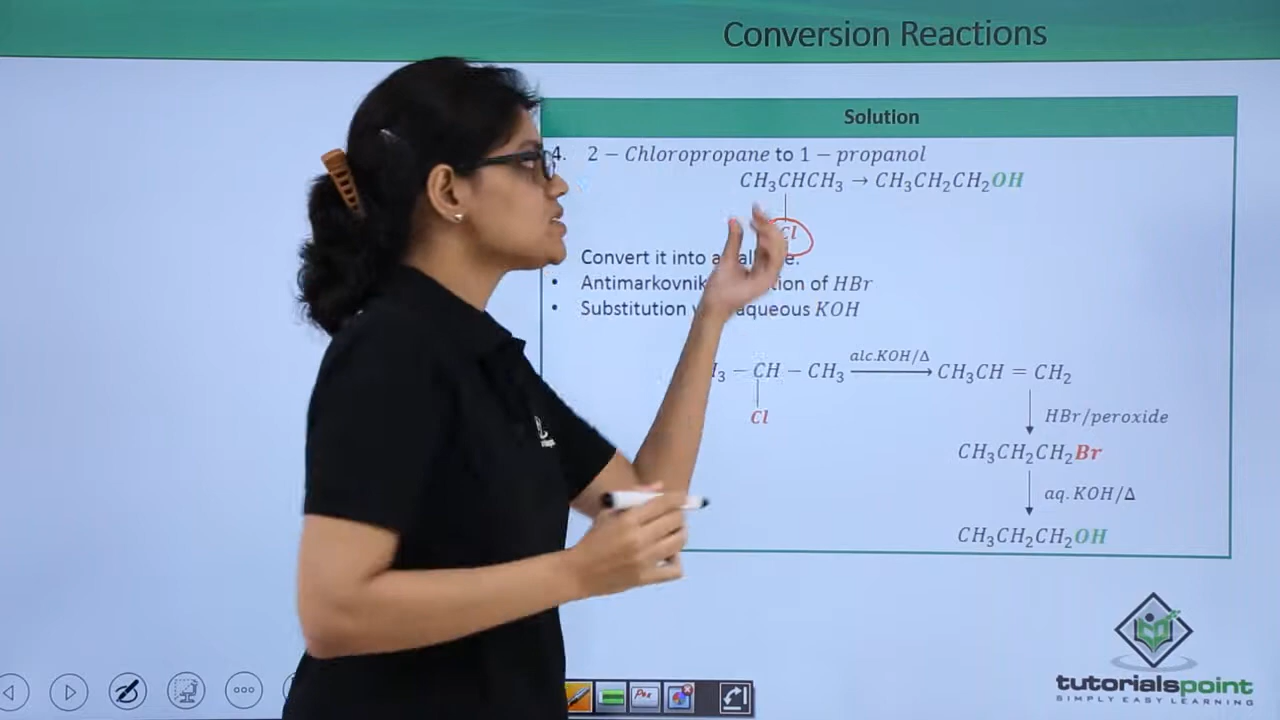 Conversion Reactions
Solution
4. 2 − Chloropropane to 1 − propanol
CH₃CHCH₃ → CH₃CH₂CH₂OH
Cl
Convert it into
Antimarkovnik of HBr
• Substitution aqueous KOH
₃ − CH − CH₃ alc.KOH/Δ CH₃CH = CH₂
Cl
HBr/peroxide
CH₃CH₂CH₂Br
aq.KOH/Δ
CH₃CH₂CH₂OH
tutorialspoint
SIMPLY EASY LEARNING